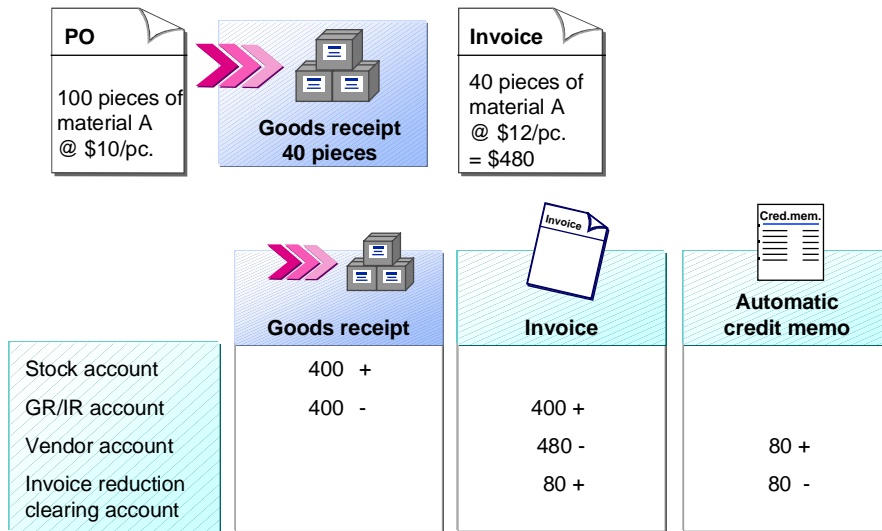 PO
100 pieces of
material A
@ $10/pc.
Goods receipt
40 pieces
Invoice
40 pieces of
material A
@ $12/pc.
= $480
Invoice
Cred.mem.
Goods receipt
Invoice
Automatic
credit memo
Stock account 400 +
GR/IR account 400 - 400 +
Vendor account 480 - 80 +
Invoice reduction 80 + 80 -
clearing account